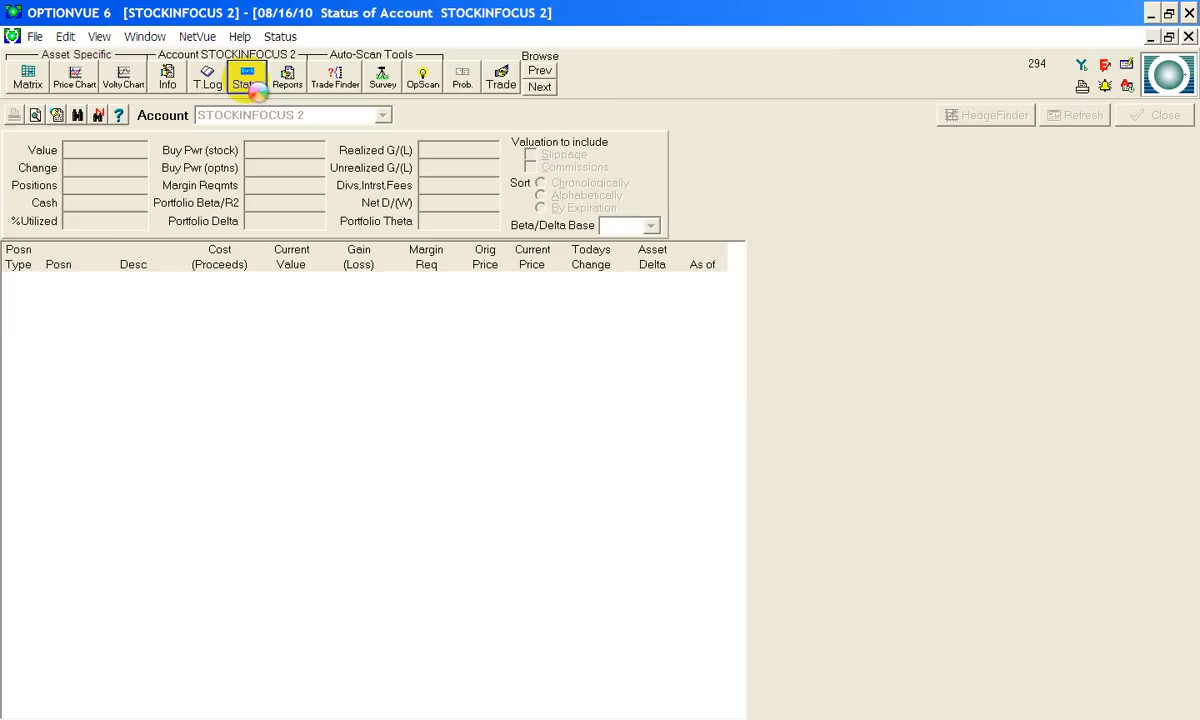 OPTIONVUE 6 [STOCKINFOCUS 2] - [08/16/10 Status of Account STOCKINFOCUS 2]
File Edit View Window NetVue Help Status
Asset Specific Account STOCKINFOCUS 2 Auto-Scan Tools Browse
Matrix Price Chart Volty Chart Info T.Log Reports Trade Finder Survey OpScan Prob. Trade Prev Next 294
Account STOCKINFOCUS 2 HedgeFinder Refresh Close
Value Buy Pwr (stock) Realized G/(L) Valuation to include
Slippage
Change Buy Pwr (optns) Unrealized G/(L) Commissions
Positions Margin Reqmts Divs,Intrst,Fees Sort Chronologically
Alphabetically
Cash Portfolio Beta/R2 Net D/(W) By Expiration
%Utilized Portfolio Delta Portfolio Theta Beta/Delta Base
Posn Cost Current Gain Margin Orig Current Todays Asset
Type Posn Desc (Proceeds) Value (Loss) Req Price Price Change Delta As of